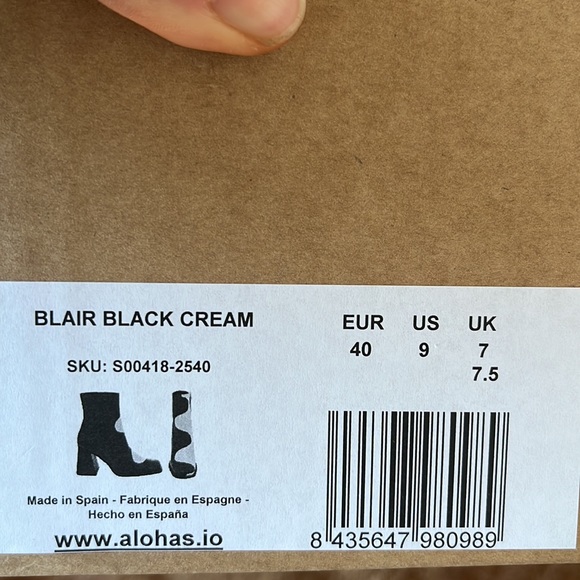 BLAIR BLACK CREAM
SKU: S00418-2540
Made in Spain - Fabrique en Espagne -
Hecho en España
www.alohas.io
EUR US UK
40 9 7
7.5
8 435647 980989